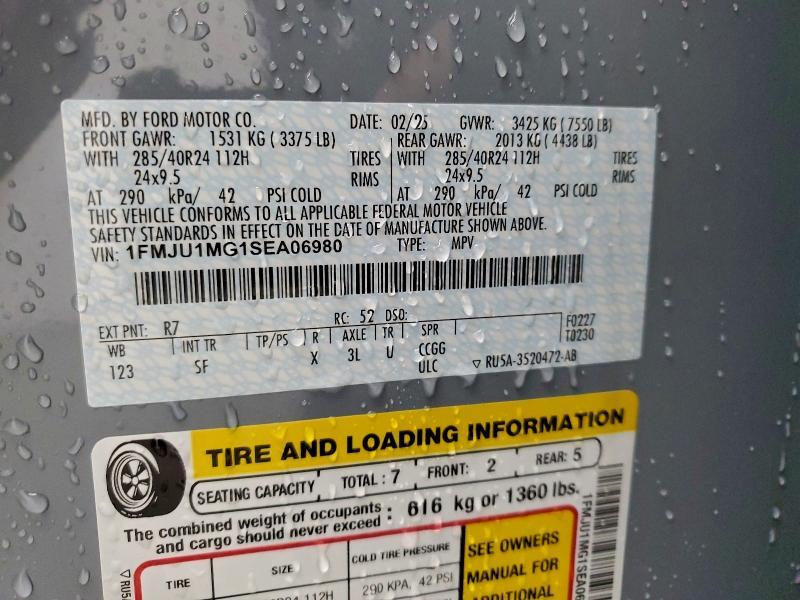 MFD. BY FORD MOTOR CO. DATE: 02/25 GVWR: 3425 KG ( 7550 LB)
FRONT GAWR: 1531 KG ( 3375 LB) REAR GAWR: 2013 KG ( 4438 LB)
WITH 285/40R24 112H TIRES WITH 285/40R24 112H TIRES
24x9.5 RIMS 24x9.5 RIMS
AT 290 kPa/ 42 PSI COLD AT 290 kPa/ 42 PSI COLD
THIS VEHICLE CONFORMS TO ALL APPLICABLE FEDERAL MOTOR VEHICLE
SAFETY STANDARDS IN EFFECT ON THE DATE OF MANUFACTURE SHOWN ABOVE.
VIN: 1FMJU1MG1SEA06980 TYPE: MPV
EXT PNT: R7 RC: 52 DSO: F0227
WB INT TR TP/PS R AXLE TR SPR T0230
123 SF X 3L U CCGG
ULC ▽ RU5A-3520472-AB
TIRE AND LOADING INFORMATION
SEATING CAPACITY TOTAL : 7 FRONT: 2 REAR: 5
The combined weight of occupants and cargo should never exceed : 616 kg or 1360 lbs.
TIRE SIZE COLD TIRE PRESSURE SEE OWNERS
MANUAL FOR
112H 290 KPA, 42 PSI ADDITIONAL
▽ RU5A
1FMJU1MG1SEA06